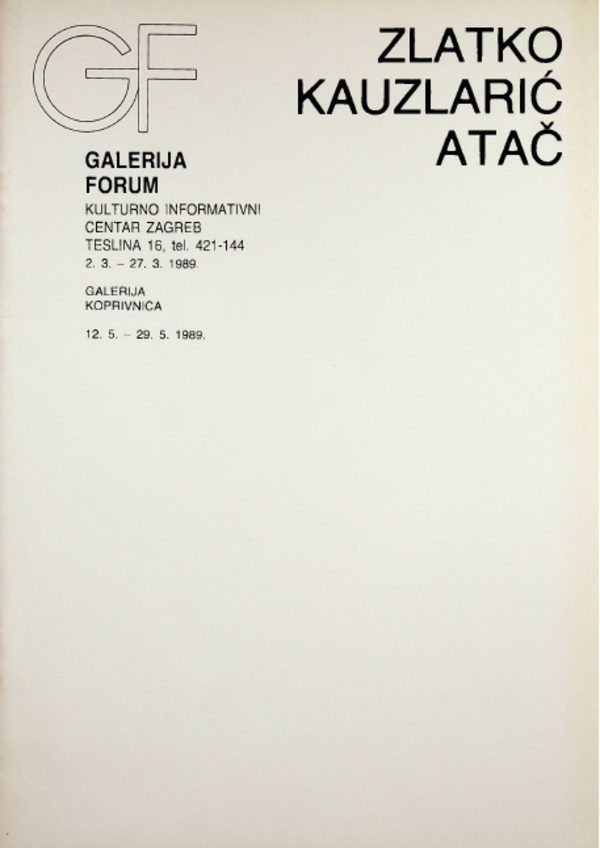 GF
ZLATKO
KAUZLARIĆ
ATAČ
GALERIJA
FORUM
KULTURNO INFORMATIVNI
CENTAR ZAGREB
TESLINA 16, tel. 421-144
2. 3. – 27. 3. 1989.
GALERIJA
KOPRIVNICA
12. 5. – 29. 5. 1989.